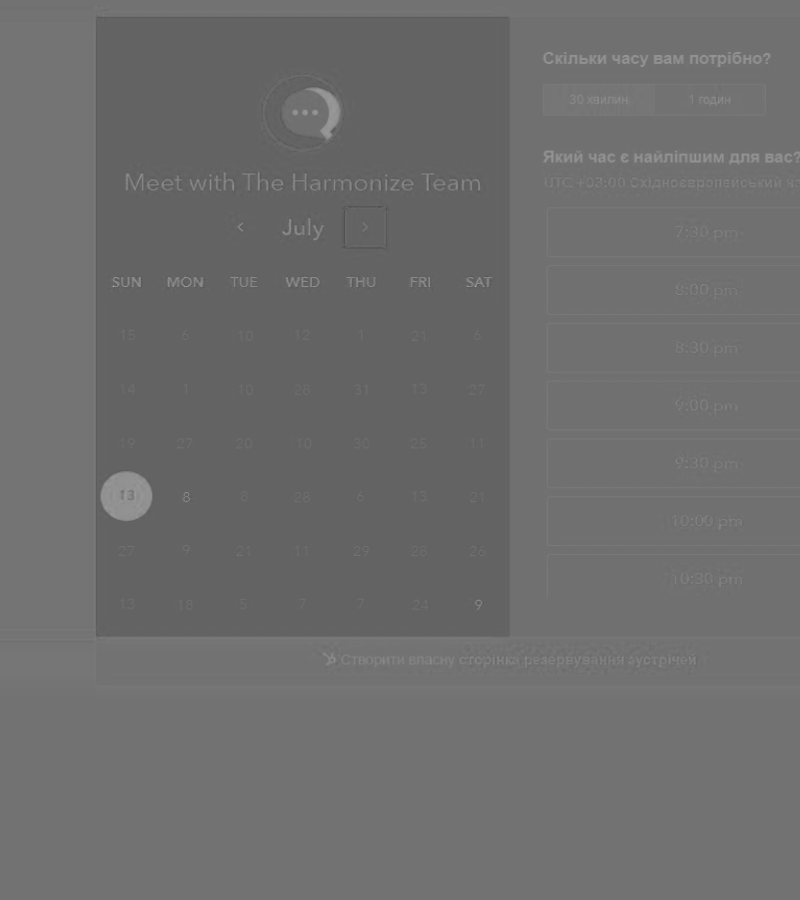 Meet with The Harmonize Team
July
SUN MON TUE WED THU FRI SAT
15 6 10 12 1 21 6
14 1 10 28 31 13 27
19 27 20 10 30 25 11
13 8 8 28 6 13 21
27 9 21 11 29 23 26
13 18 5 7 7 24 9
Скільки часу вам потрібно?
30 хвилин 1 годин
Який час є найліпшим для вас?
UTC +03:00 Східноєвропейський
7:30 pm
8:00 pm
8:30 pm
9:00 pm
9:30 pm
10:00 pm
10:30 pm
Створити власну сторінка резервування зустрічей